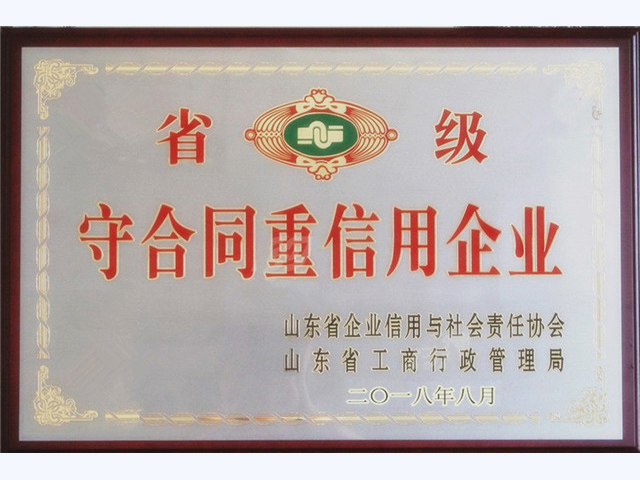 省级
守合同重信用企业
山东省企业信用与社会责任协会
山东省工商行政管理局
二〇一八年八月